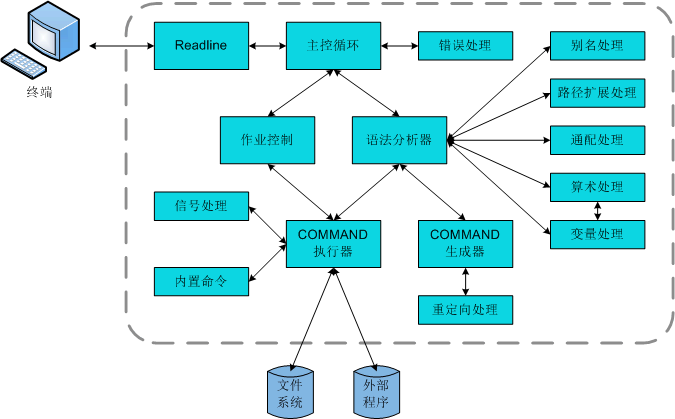 Readline
主控循环
错误处理
别名处理
终端
路径扩展处理
作业控制
语法分析器
通配处理
算术处理
信号处理
COMMAND
执行器
COMMAND
生成器
变量处理
内置命令
重定向处理
文件
系统
外部
程序